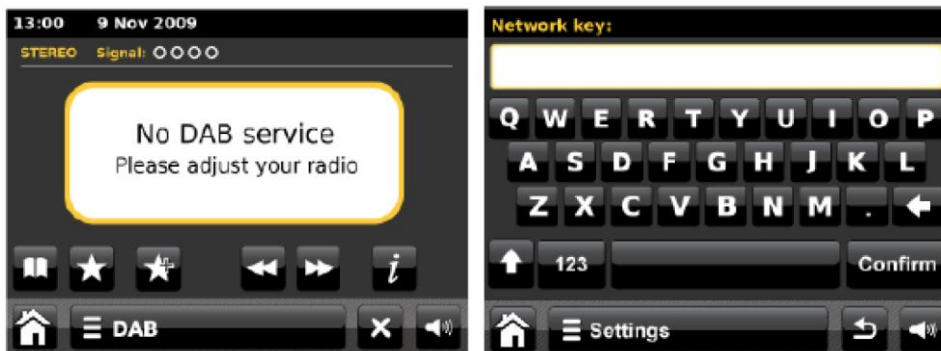 13:00 9 Nov 2009
STEREO Signal:
No DAB service
Please adjust your radio
i
DAB
Network key:
Q W E R T Y U I O P
A S D F G H J K L
Z X C V B N M .
123 Confirm
Settings